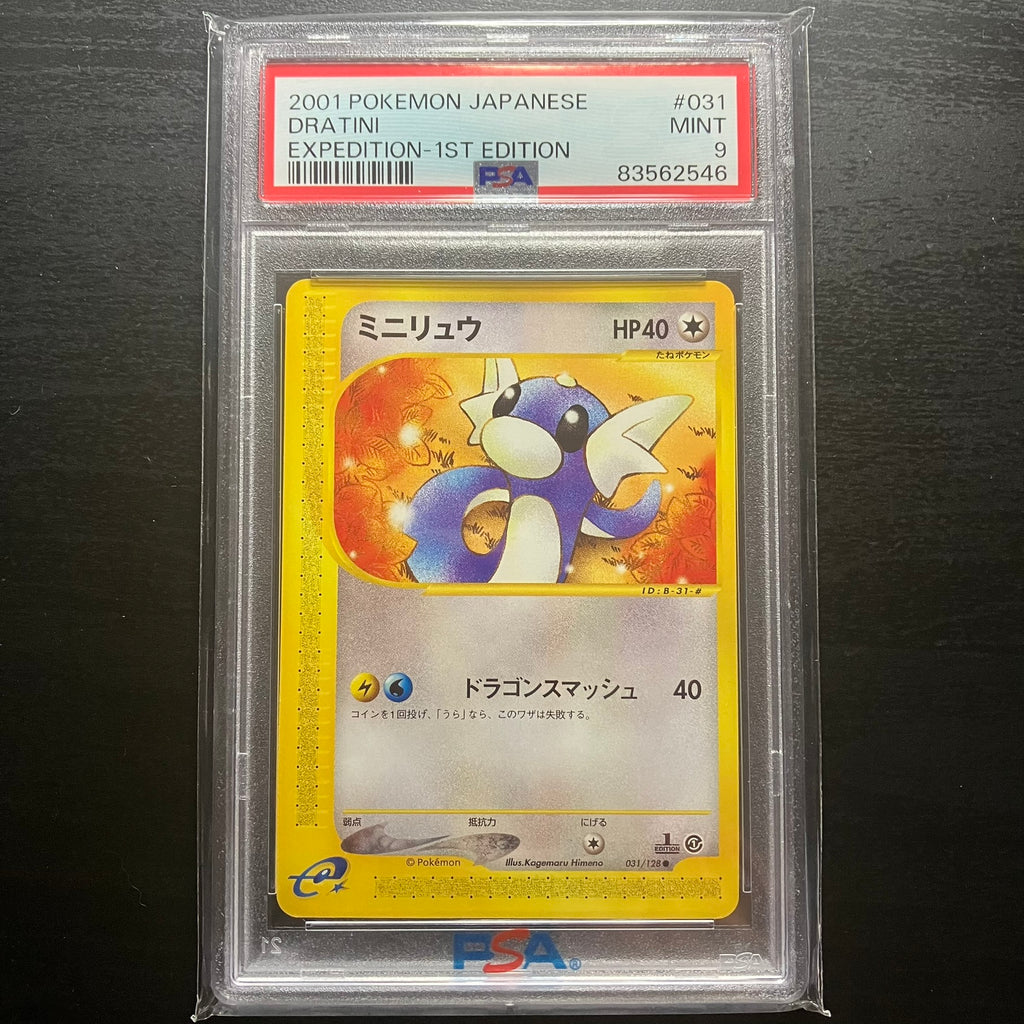 2001 POKEMON JAPANESE #031
DRATINI MINT
EXPEDITION-1ST EDITION 9
PSA 83562546
ミニリュウ HP40
たねポケモン
ID:B-31-#
ドラゴンスマッシュ 40
コインを1回投げ、「うら」なら、このワザは失敗する。
弱点 抵抗力 にげる
1 EDITION
© Pokémon Illus.Kagemaru Himeno 031/128
e
PSA®
21 PSA